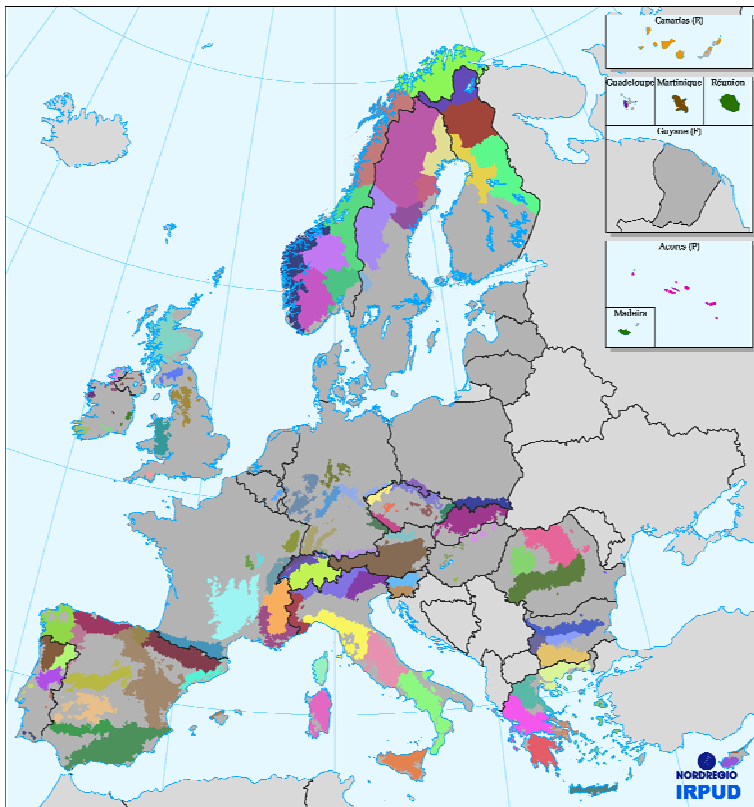 Canarias (E)
Guadeloupe
Martinique
Réunion
Guyane (F)
Acores (P)
Madeira
NORDREGIO
IRPUD